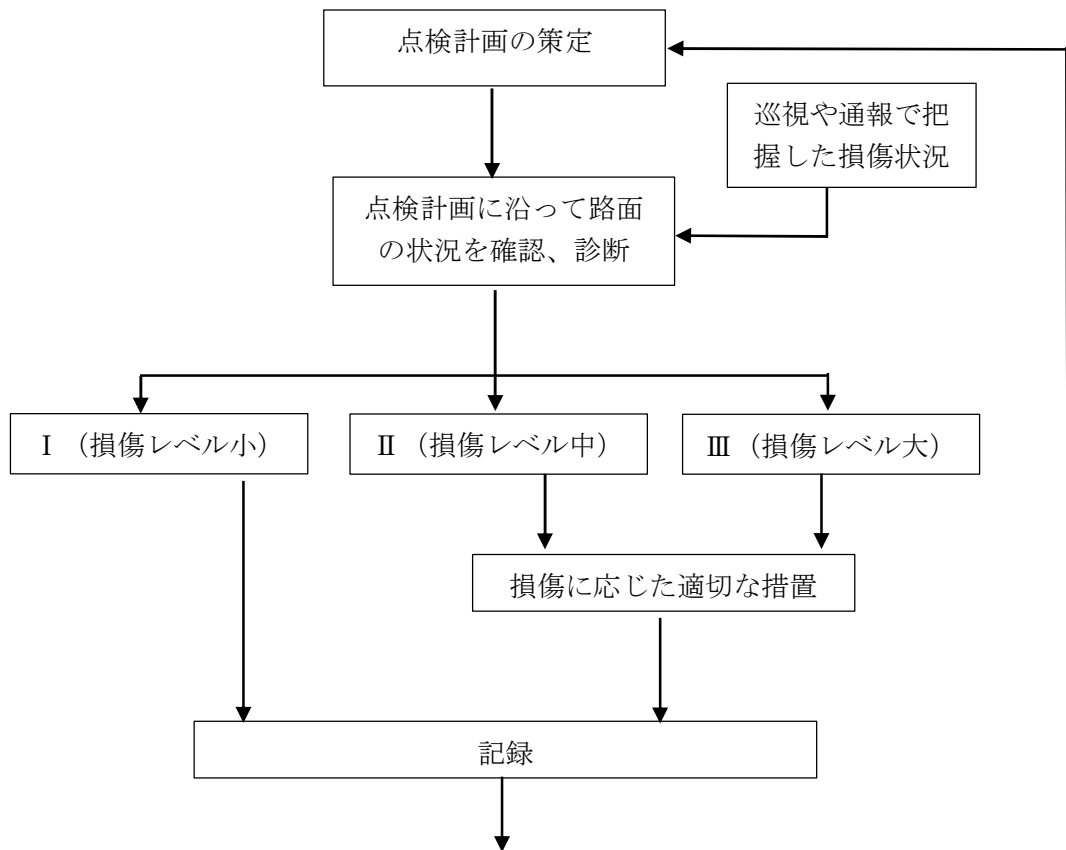 点検計画の策定
巡視や通報で把
握した損傷状況
点検計画に沿って路面
の状況を確認、診断
Ⅰ（損傷レベル小）
Ⅱ（損傷レベル中）
Ⅲ（損傷レベル大）
損傷に応じた適切な措置
記録